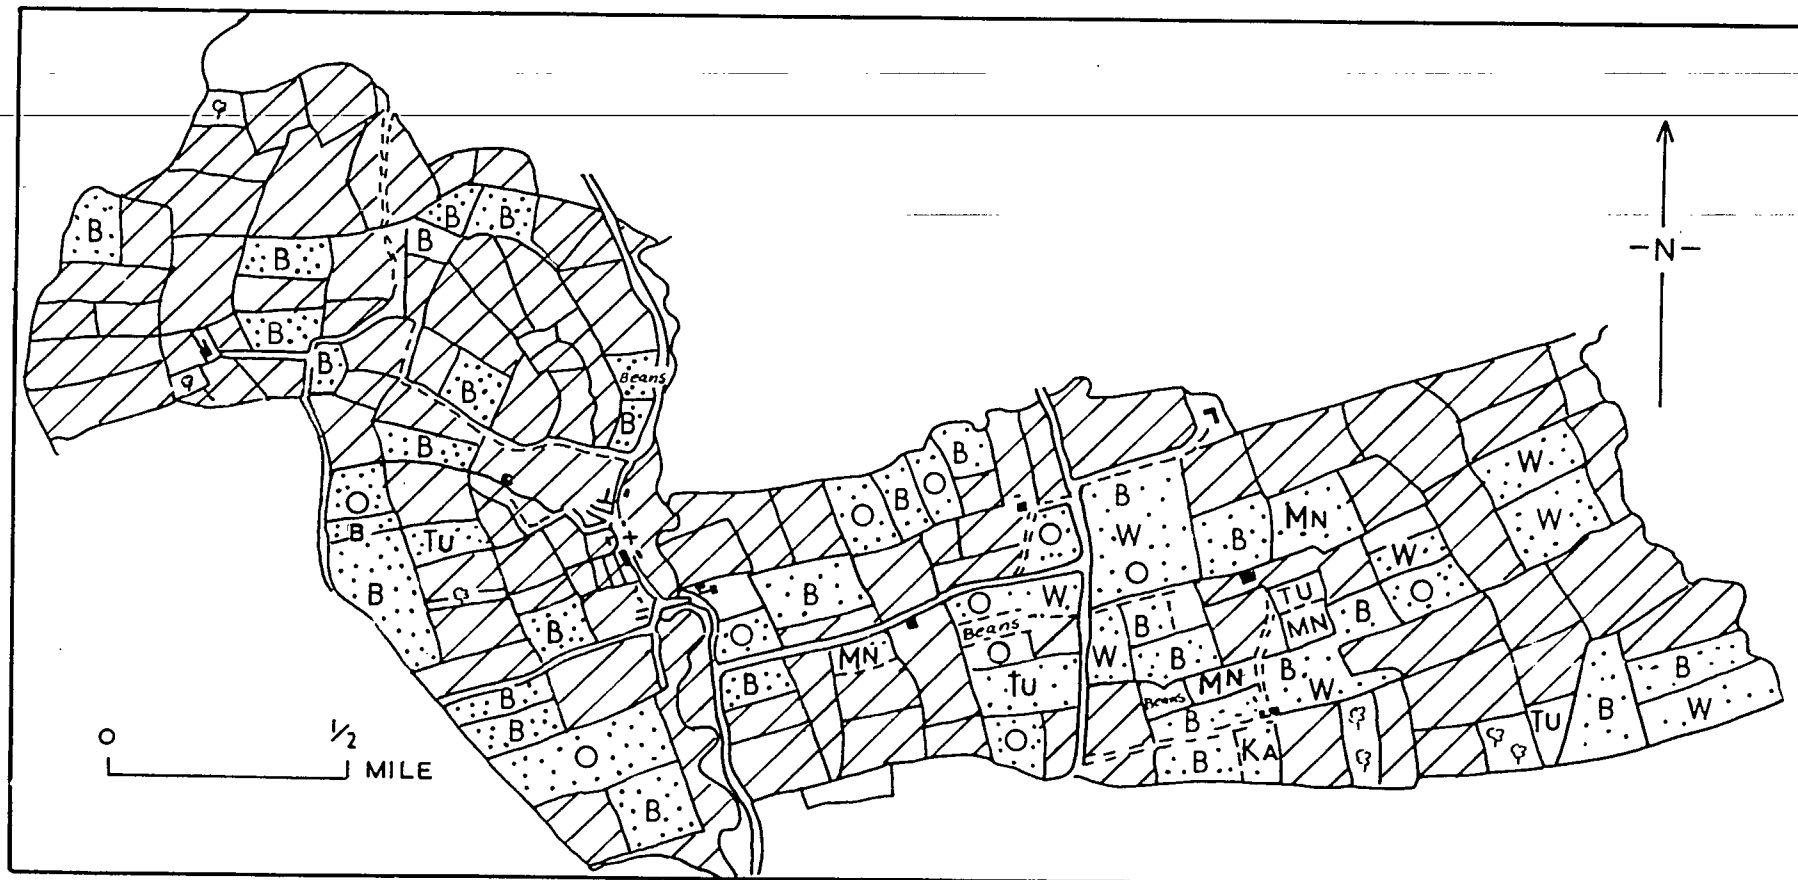 B B
B B
-N-
B
B
B
Beans
B
B
B B
W
O B O B
O MN W
B O W B
TU W
O
B B TU O
O W B
B B MN
Beans
O B
MN O W B
B TU MN B W B
B Beans W
B B TU B
O O KA
B
B
O 1/2
MILE